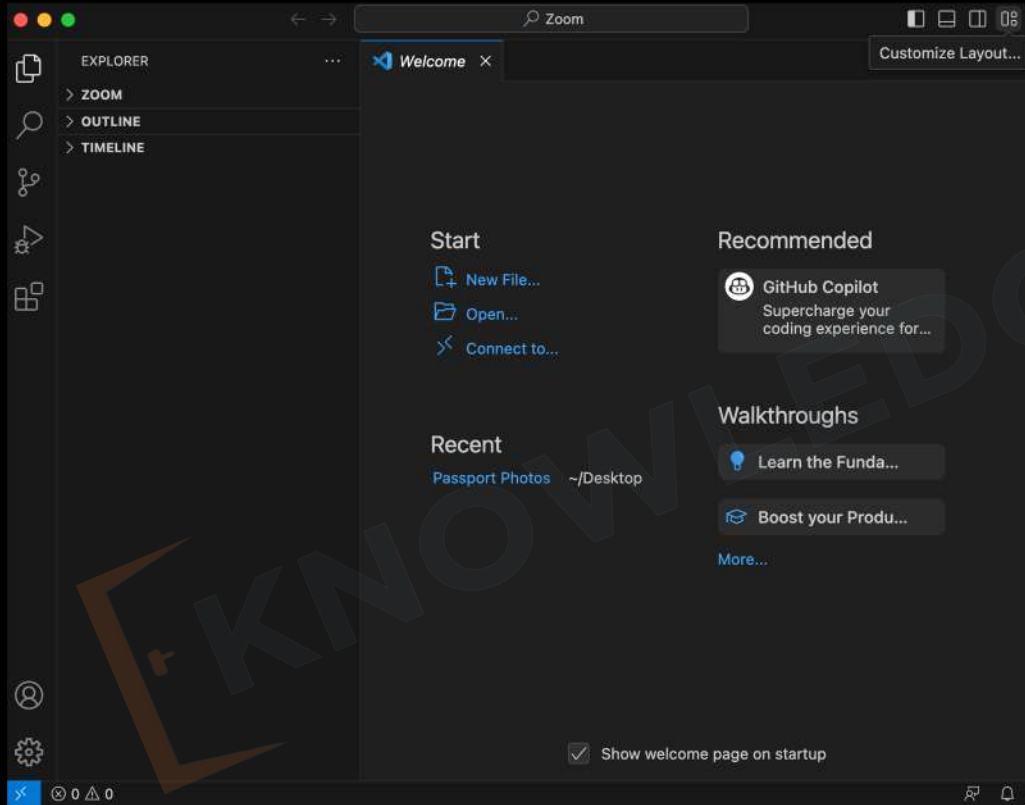 Zoom
Customize Layout...
EXPLORER
Welcome
ZOOM
OUTLINE
TIMELINE
Start
New File...
Open...
Connect to...
Recommended
GitHub Copilot
Supercharge your
coding experience for...
Recent
Passport Photos ~/Desktop
Walkthroughs
Learn the Funda...
Boost your Produ...
More...
Show welcome page on startup
0 0
KNOWLEDG